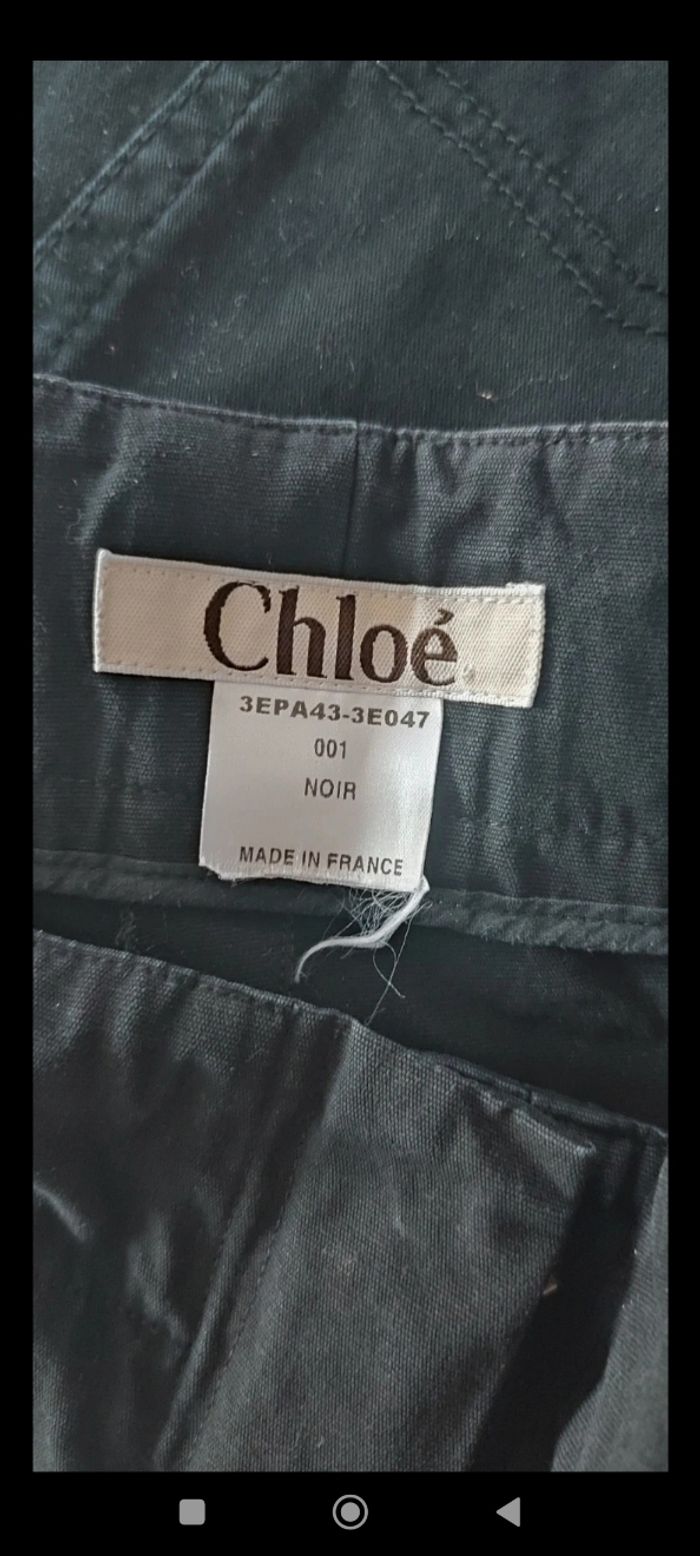 Chloé
3EPA43-3E047
001
NOIR
MADE IN FRANCE